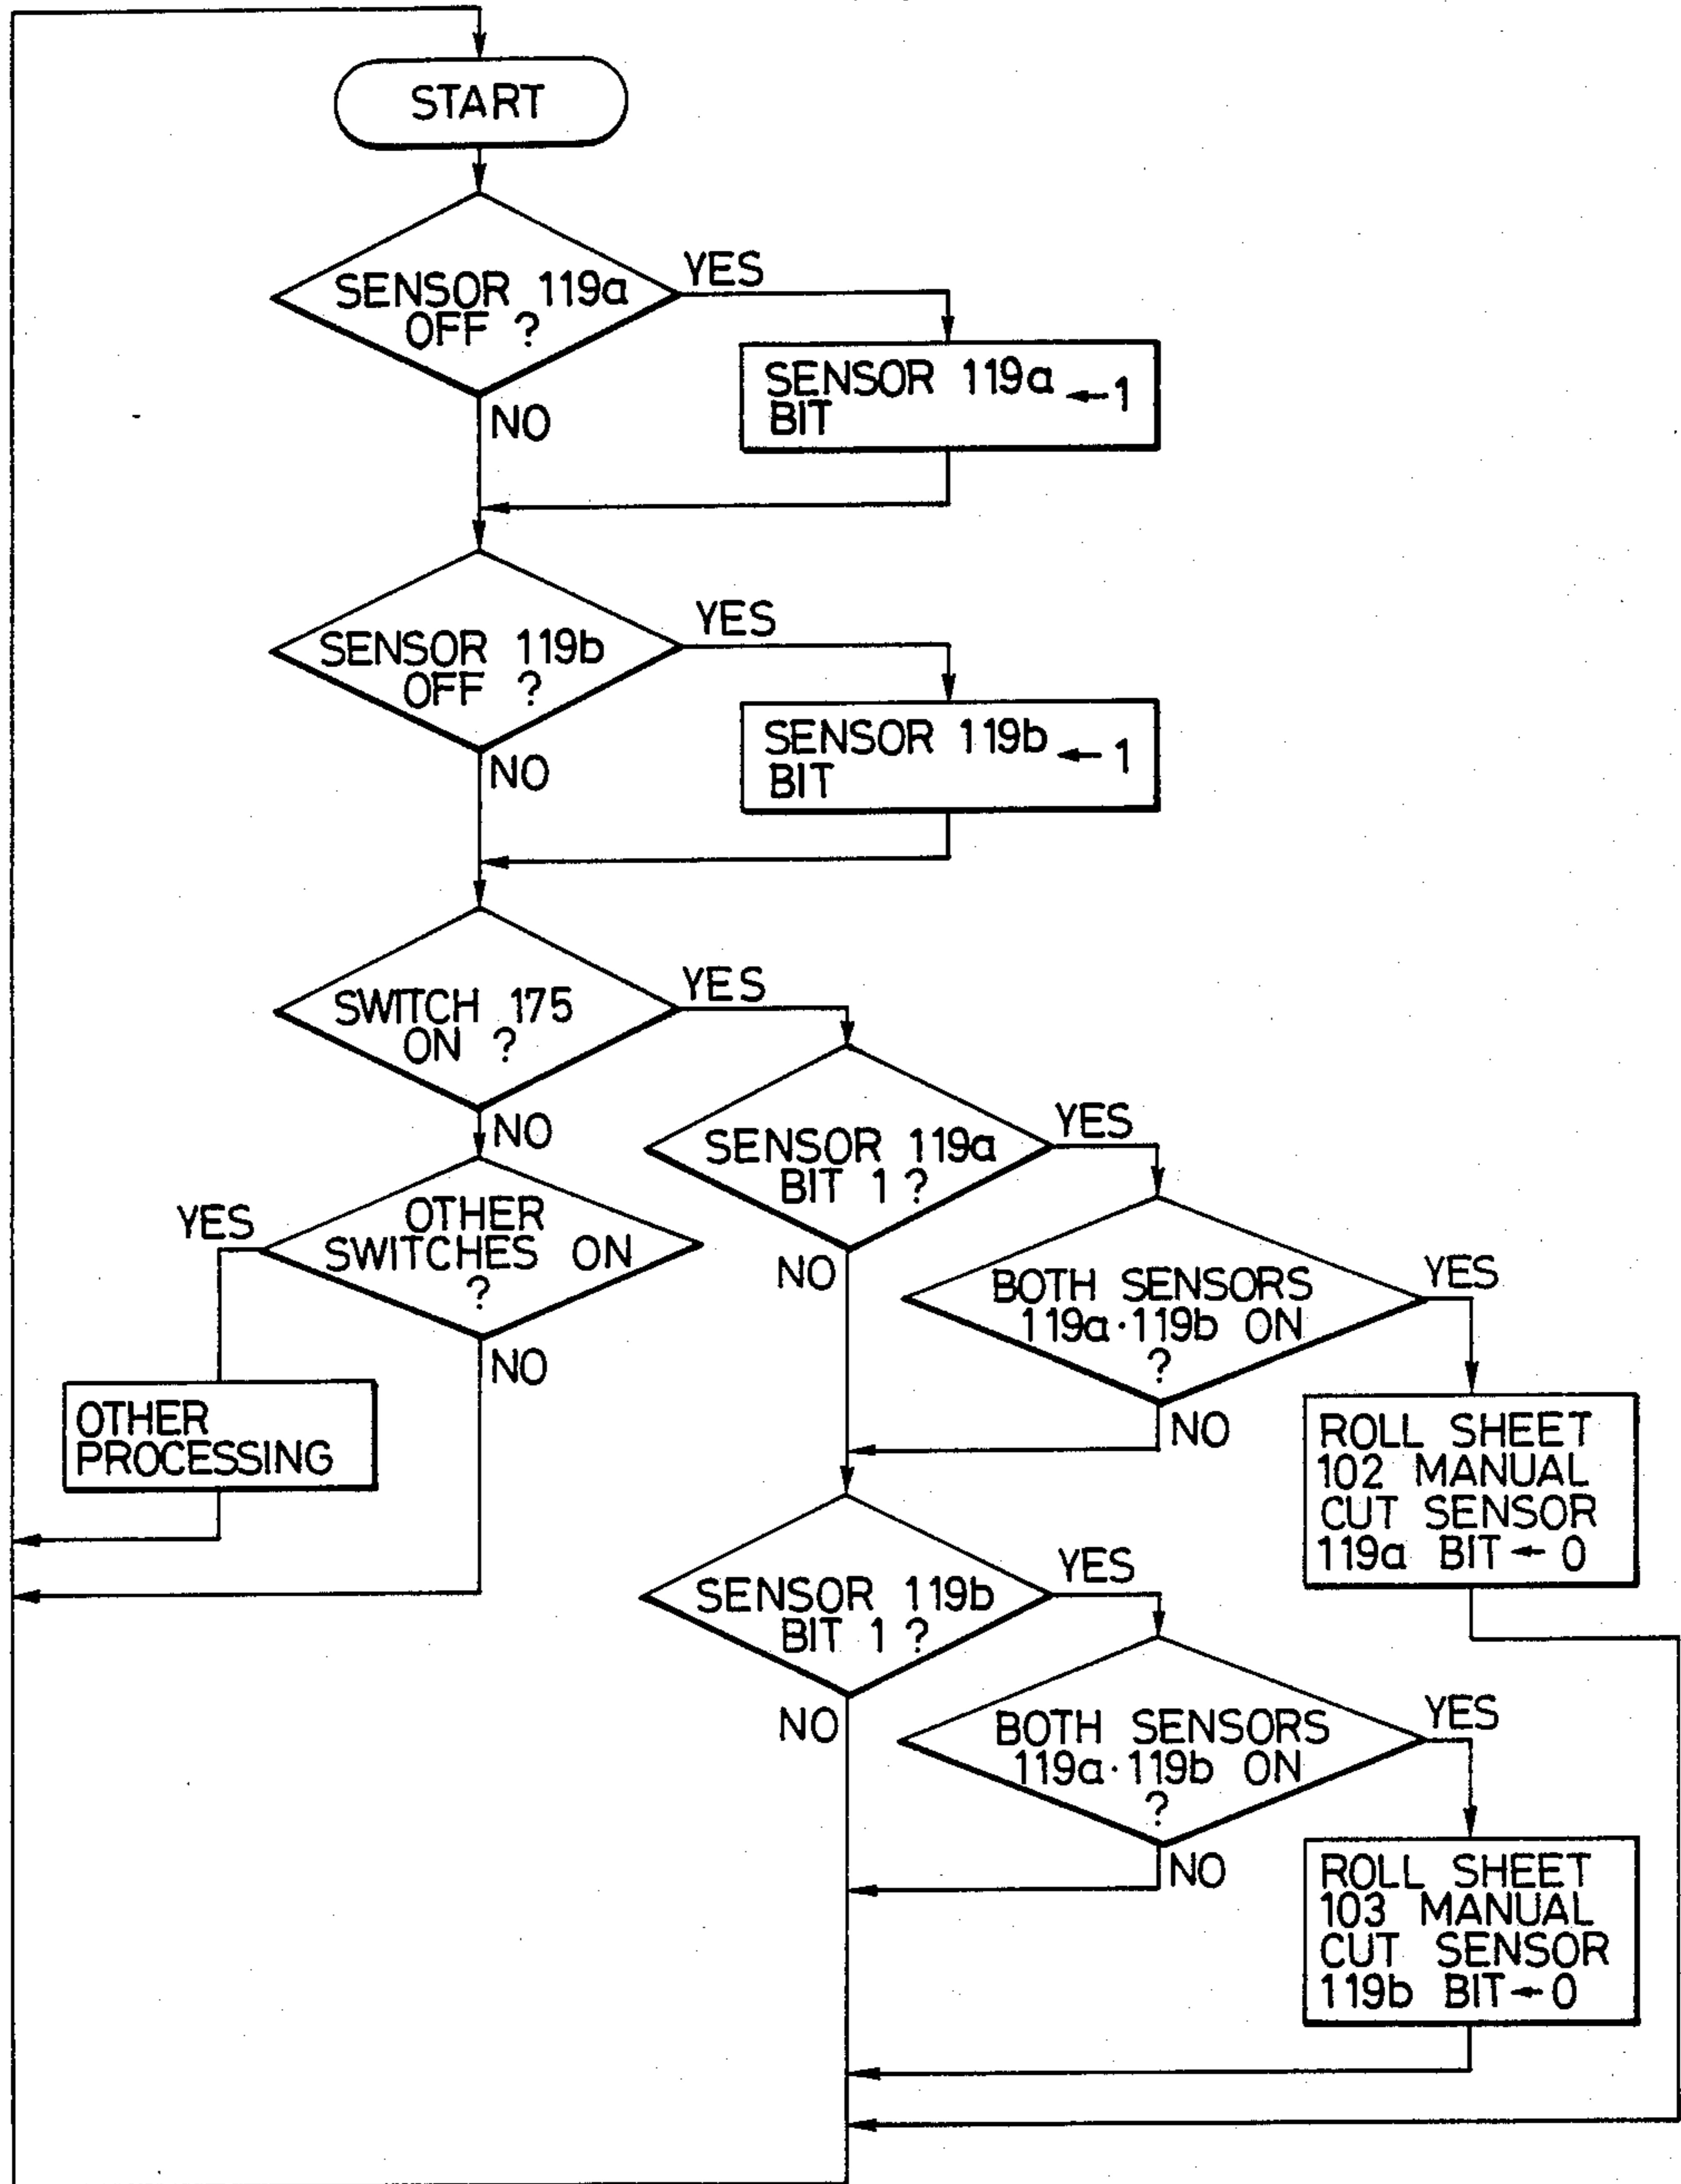 START
SENSOR 119a
OFF ?
YES
NO
SENSOR 119a ← 1
BIT
SENSOR 119b
OFF ?
YES
NO
SENSOR 119b ← 1
BIT
SWITCH 175
ON ?
YES
NO
SENSOR 119a
BIT 1 ?
YES
NO
OTHER
SWITCHES ON
?
YES
NO
OTHER
PROCESSING
BOTH SENSORS
119a·119b ON
?
YES
NO
ROLL SHEET
102 MANUAL
CUT SENSOR
119a BIT ← 0
SENSOR 119b
BIT 1 ?
YES
NO
BOTH SENSORS
119a·119b ON
?
YES
NO
ROLL SHEET
103 MANUAL
CUT SENSOR
119b BIT ← 0